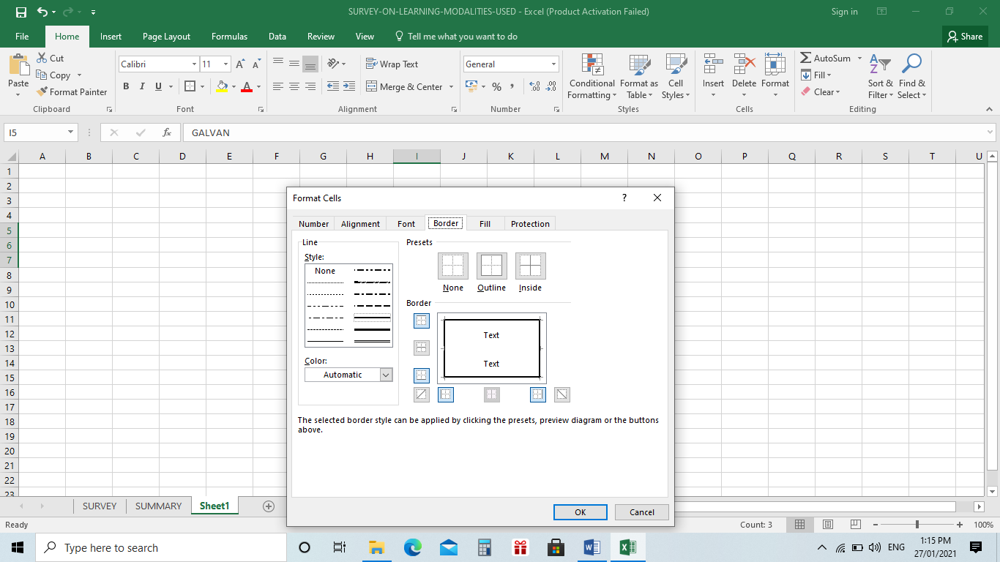 SURVEY-ON-LEARNING-MODALITIES-USED - Excel (Product Activation Failed)
Sign in
File Home Insert Page Layout Formulas Data Review View Tell me what you want to do Share
Paste
Cut
Copy
Format Painter
Clipboard
Calibri 11 A A
B I U A
Font
Wrap Text
Merge & Center
Alignment
General
% , .0 .00 .00 .0
Number
Conditional Formatting
Format as Table
Cell Styles
Styles
Insert Delete Format
Cells
AutoSum
Fill
Clear
Sort & Filter
Find & Select
Editing
I5 fx GALVAN
A B C D E F G H I J K L M N O P Q R S T U
1
2
3
4
5
6
7
8
9
10
11
12
13
14
15
16
17
18
19
20
21
22
23
Format Cells ?
Number Alignment Font Border Fill Protection
Line
Style:
None
Color:
Automatic
Presets
None Outline Inside
Border
Text
Text
The selected border style can be applied by clicking the presets, preview diagram or the buttons
above.
OK Cancel
SURVEY SUMMARY Sheet1
Ready
Count: 3
100%
Type here to search
ENG
1:15 PM
27/01/2021